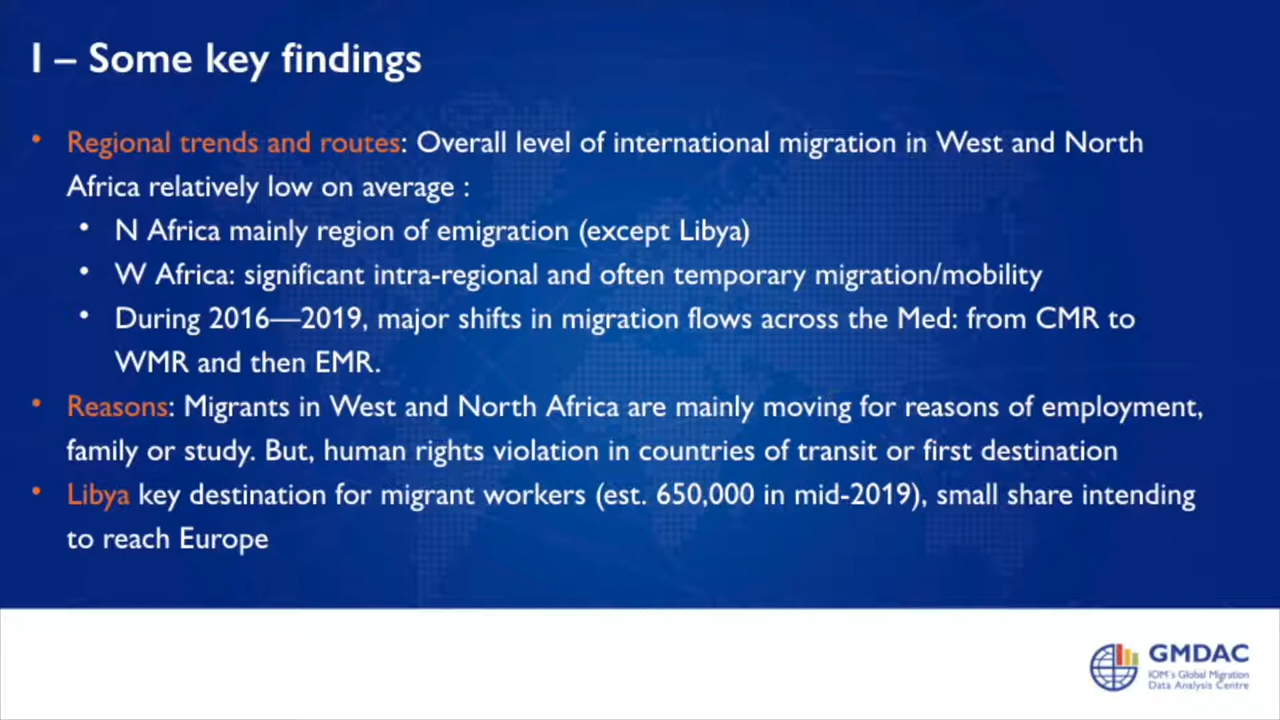 I – Some key findings
• Regional trends and routes: Overall level of international migration in West and North
Africa relatively low on average :
• N Africa mainly region of emigration (except Libya)
• W Africa: significant intra-regional and often temporary migration/mobility
• During 2016—2019, major shifts in migration flows across the Med: from CMR to
WMR and then EMR.
• Reasons: Migrants in West and North Africa are mainly moving for reasons of employment,
family or study. But, human rights violation in countries of transit or first destination
• Libya key destination for migrant workers (est. 650,000 in mid-2019), small share intending
to reach Europe
GMDAC
IOM's Global Migration
Data Analysis Centre